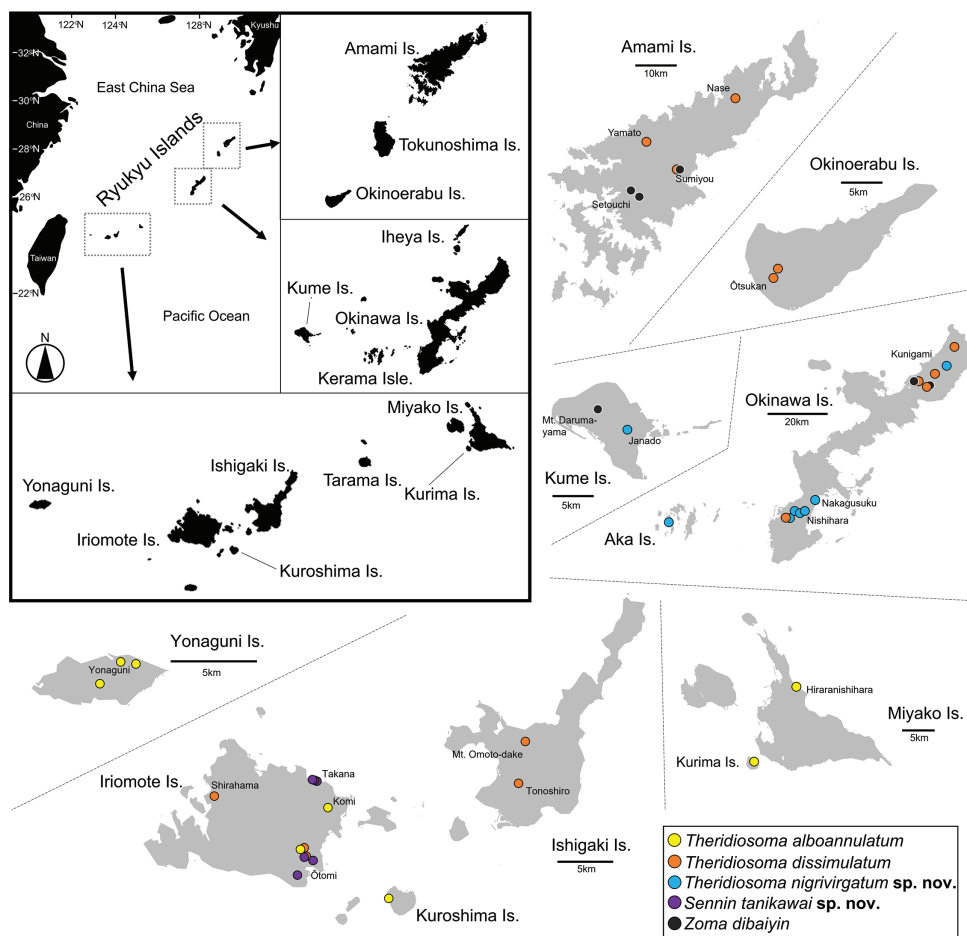 122°N
124°N
128°N
Kyushu
32°N
30°N
China
28°N
26°N
Taiwan
22°N
East China Sea
Ryukyu Islands
Pacific Ocean
N
Amami Is.
Tokunoshima Is.
Okinoerabu Is.
Iheya Is.
Kume Is.
Okinawa Is.
Kerama Isle.
Miyako Is.
Ishigaki Is.
Tarama Is.
Kurima Is.
Yonaguni Is.
Iriomote Is.
Kuroshima Is.
Amami Is.
10km
Nase
Yamato
Sumiyou
Setouchi
Okinoerabu Is.
5km
Ôtsukan
Kunigami
Okinawa Is.
20km
Nakagusuku
Nishihara
Mt. Daruma-
yama
Janado
Kume Is.
5km
Aka Is.
Yonaguni Is.
5km
Yonaguni
Iriomote Is.
Shirahama
Takana
Komi
Ôtomi
Kuroshima Is.
Mt. Omoto-dake
Tonoshiro
Ishigaki Is.
5km
Hiraranishihara
Miyako Is.
5km
Kurima Is.
Theridiosoma alboannulatum
Theridiosoma dissimulatum
Theridiosoma nigrivirgatum sp. nov.
Sennin tanikawai sp. nov.
Zoma dibaiyin